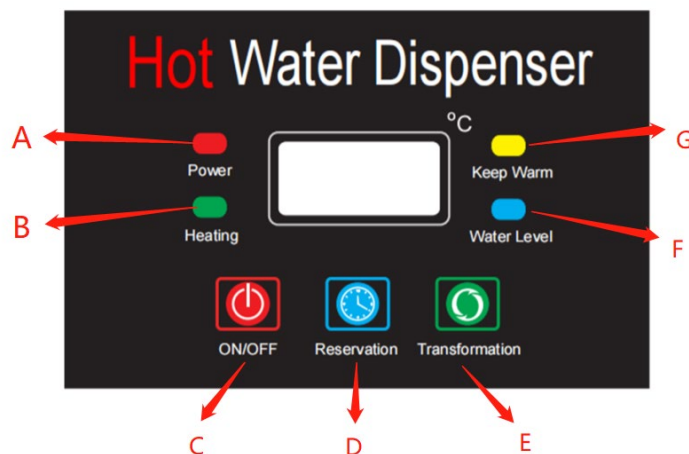 Hot Water Dispenser
°C
A
Power
Keep Warm
G
B
Heating
Water Level
F
ON/OFF
Reservation
Transformation
C
D
E